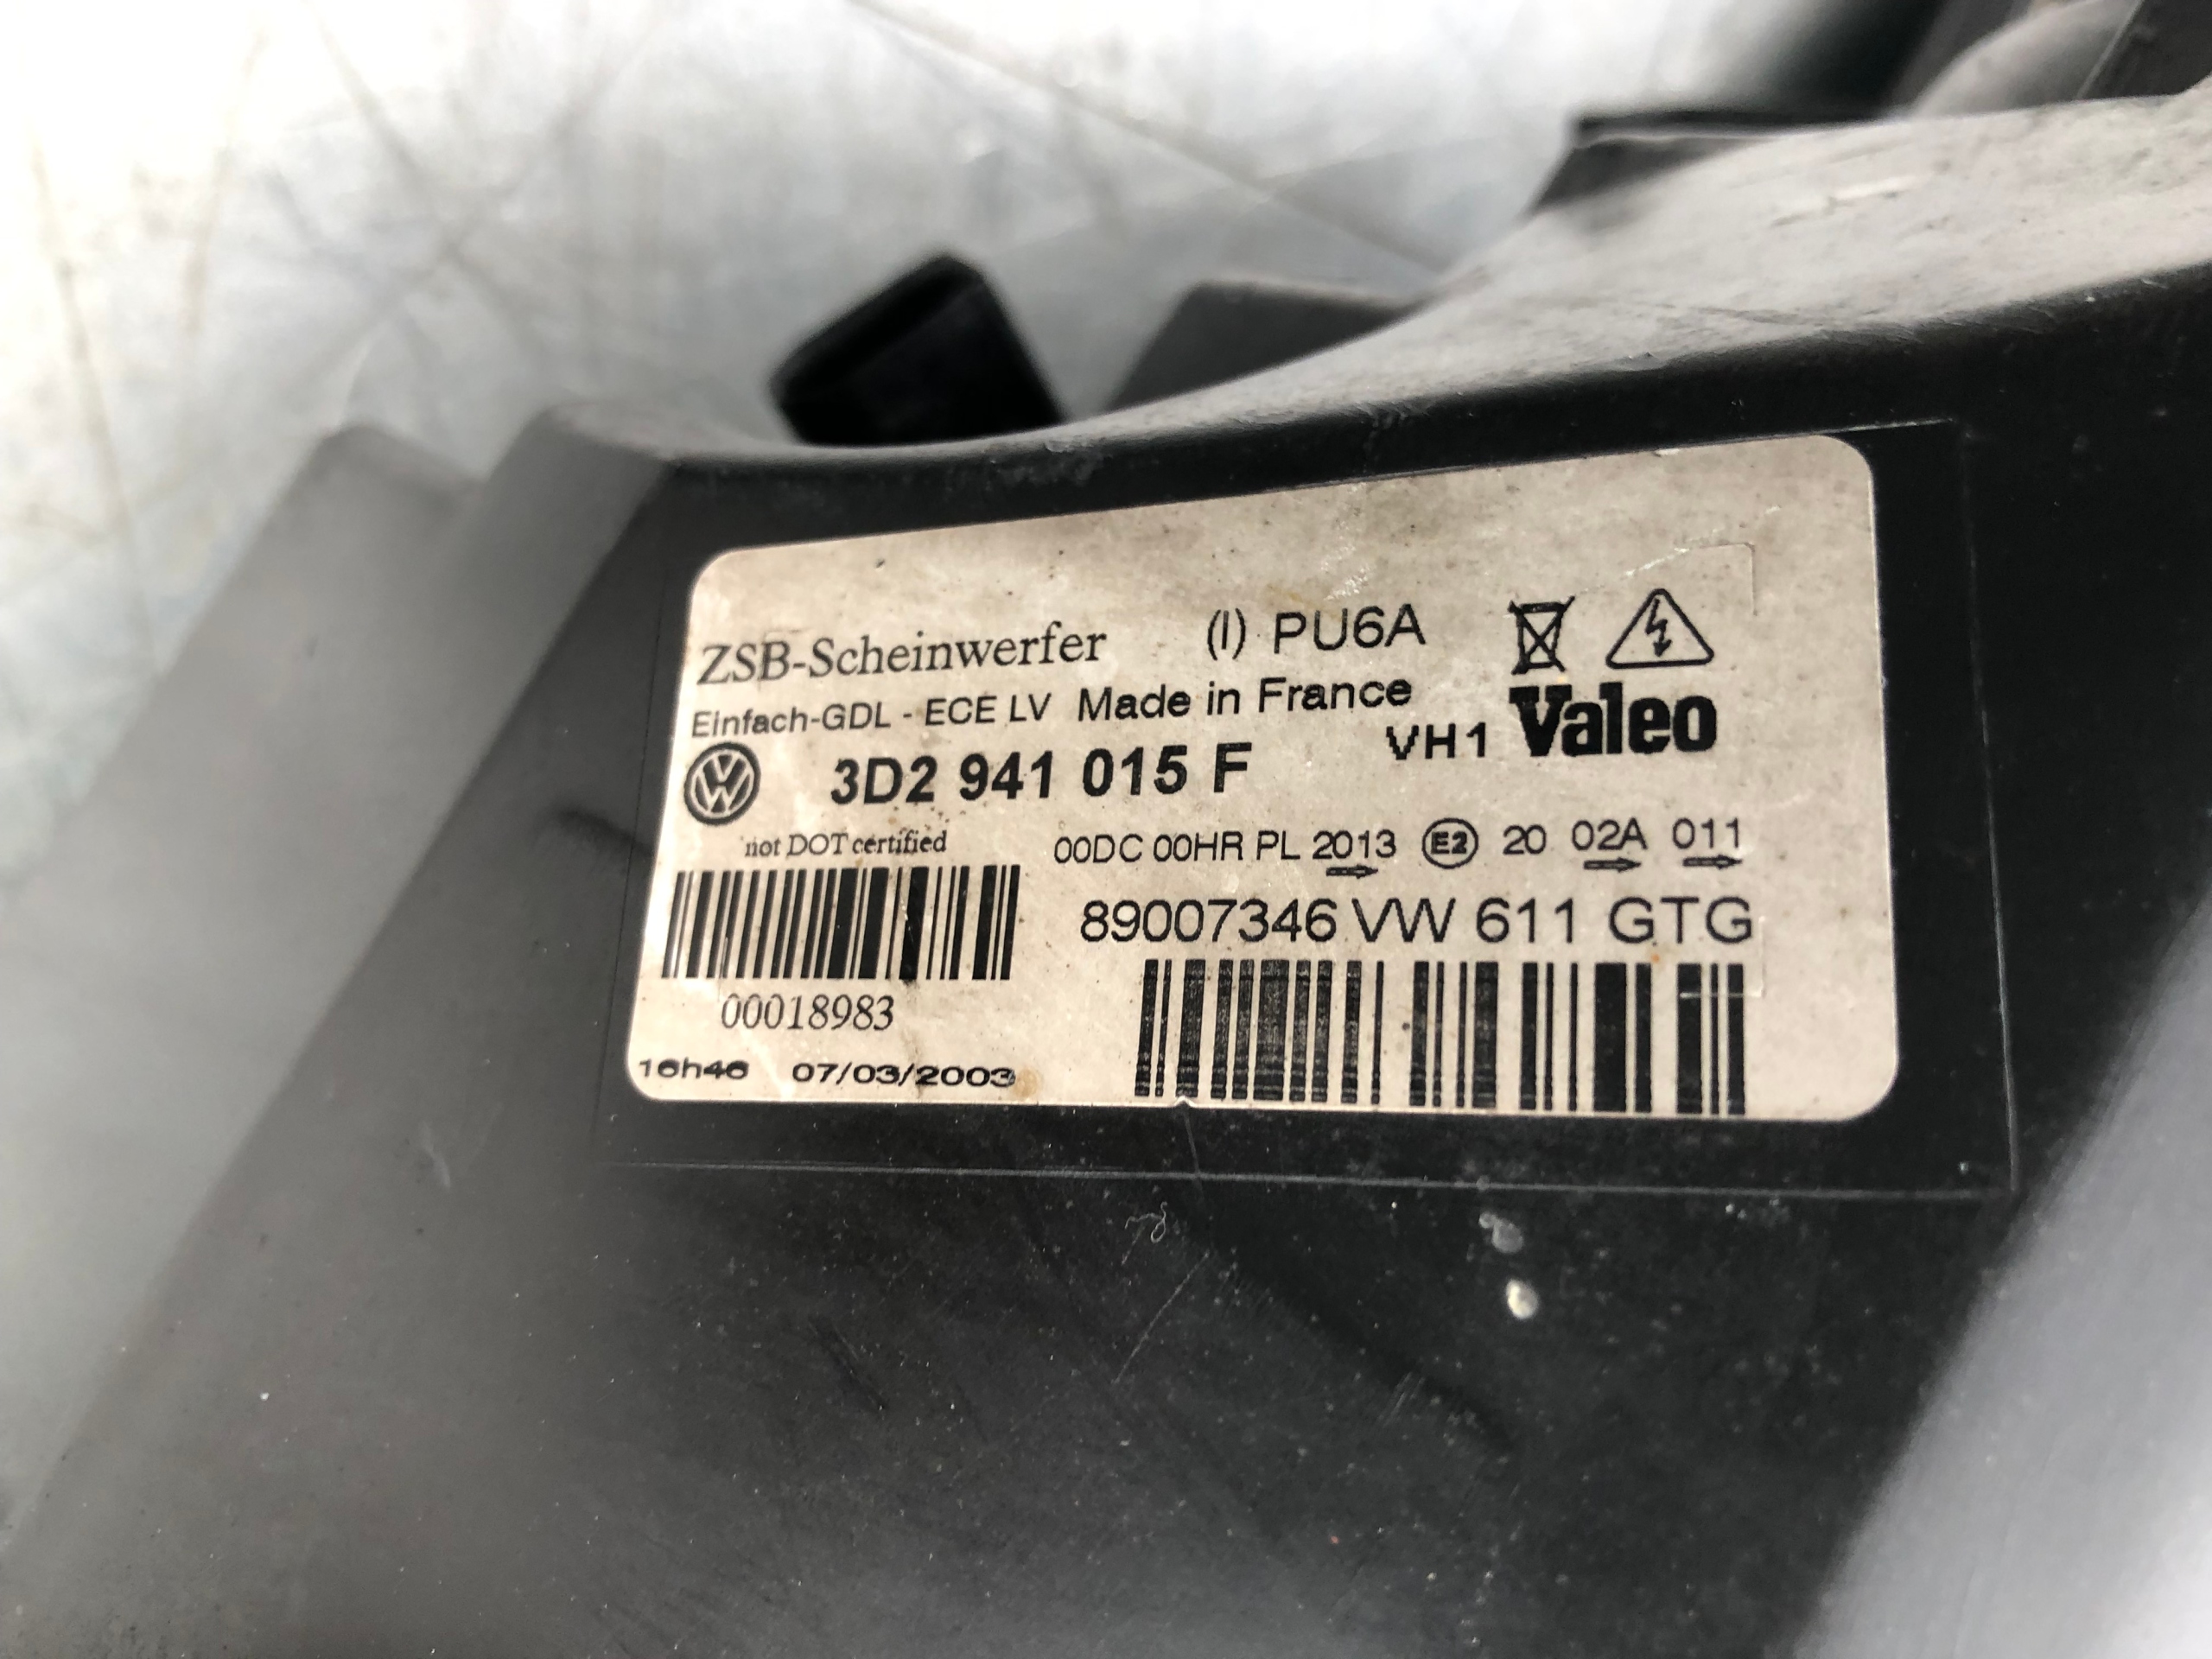 ZSB-Scheinwerfer (I) PU6A
Einfach-GDL - ECE LV Made in France
VH1 Valeo
VW 3D2 941 015 F
not DOT certified
00DC 00HR PL 2013 E2 20 02A 011
89007346 VW 611 GTG
00018983
16h46 07/03/2003